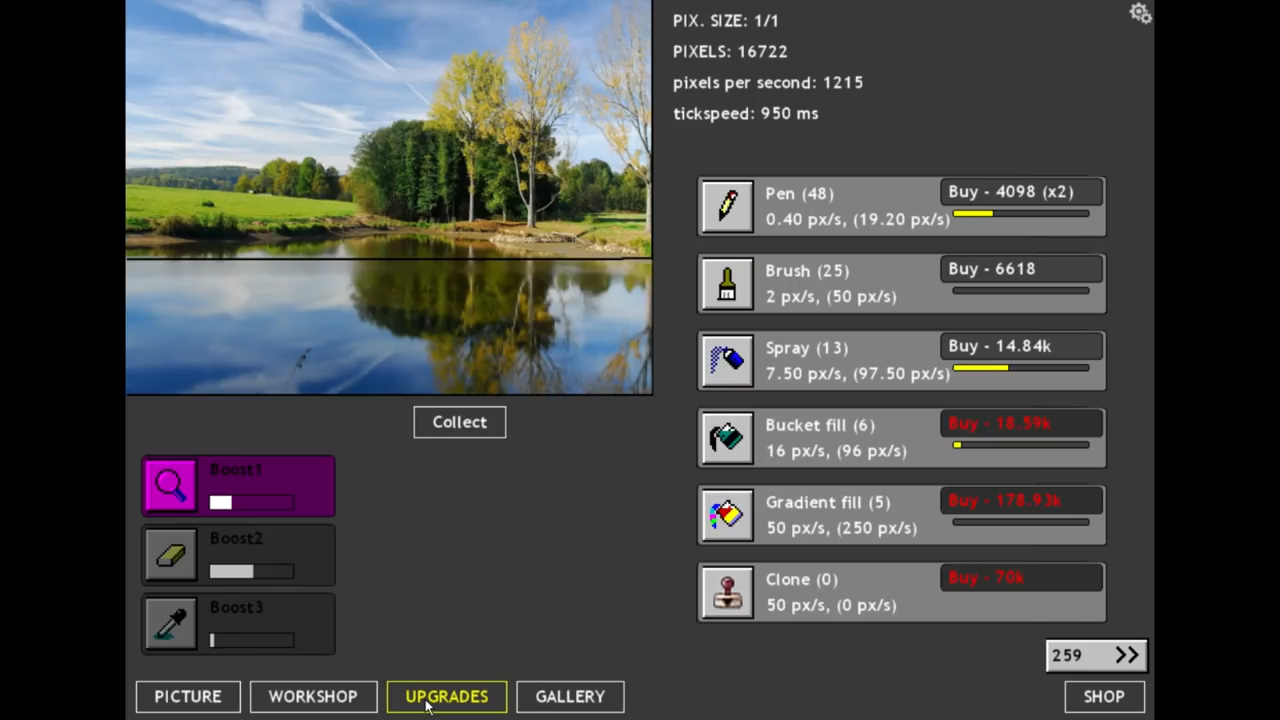 PIX. SIZE: 1/1
PIXELS: 16722
pixels per second: 1215
tickspeed: 950 ms
Pen (48)
Buy - 4098 (x2)
0.40 px/s, (19.20 px/s)
Brush (25)
Buy - 6618
2 px/s, (50 px/s)
Spray (13)
Buy - 14.84k
7.50 px/s, (97.50 px/s)
Bucket fill (6)
Buy - 18.59k
16 px/s, (96 px/s)
Gradient fill (5)
Buy - 178.93k
50 px/s, (250 px/s)
Clone (0)
Buy - 70k
50 px/s, (0 px/s)
Collect
Boost1
Boost2
Boost3
259 >>
PICTURE
WORKSHOP
UPGRADES
GALLERY
SHOP